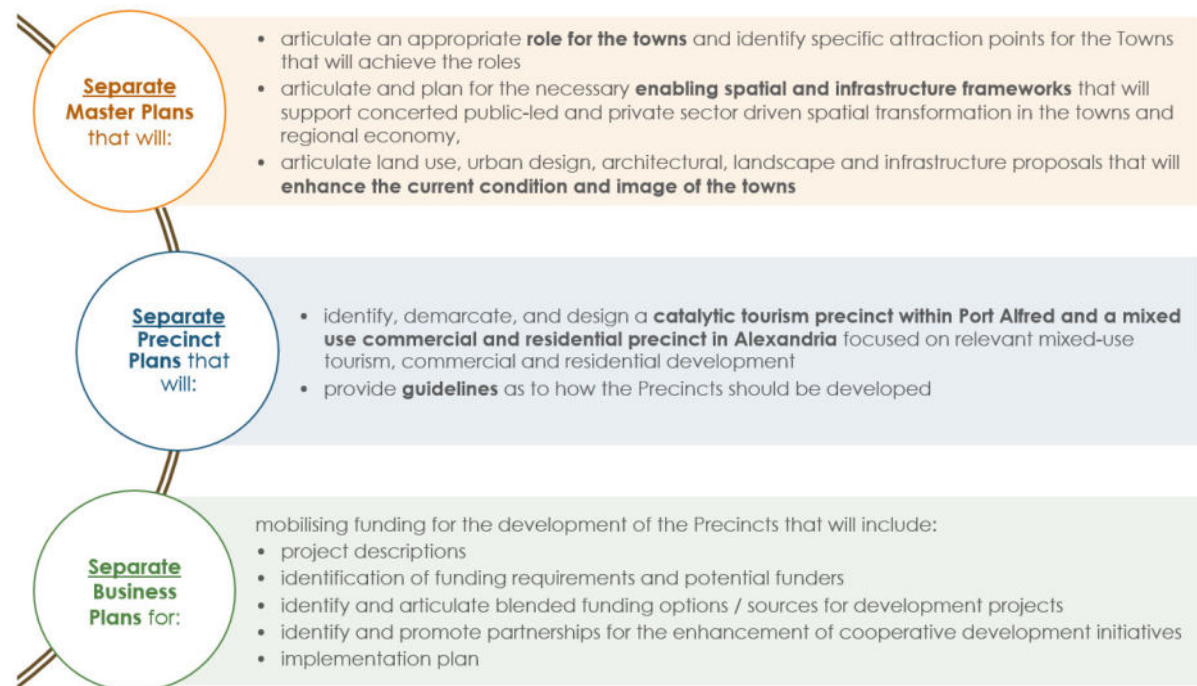 Separate
Master Plans
that will:
• articulate an appropriate role for the towns and identify specific attraction points for the Towns
that will achieve the roles
• articulate and plan for the necessary enabling spatial and infrastructure frameworks that will
support concerted public-led and private sector driven spatial transformation in the towns and
regional economy,
• articulate land use, urban design, architectural, landscape and infrastructure proposals that will
enhance the current condition and image of the towns
Separate
Precinct
Plans that
will:
• identify, demarcate, and design a catalytic tourism precinct within Port Alfred and a mixed
use commercial and residential precinct in Alexandria focused on relevant mixed-use
tourism, commercial and residential development
• provide guidelines as to how the Precincts should be developed
Separate
Business
Plans for:
mobilising funding for the development of the Precincts that will include:
• project descriptions
• identification of funding requirements and potential funders
• identify and articulate blended funding options / sources for development projects
• identify and promote partnerships for the enhancement of cooperative development initiatives
• implementation plan